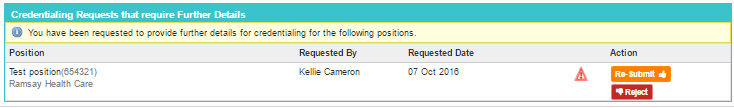 Credentialing Requests that require Further Details
You have been requested to provide further details for credentialing for the following positions.
Position Requested By Requested Date Action
Test position(654321) Kellie Cameron 07 Oct 2016 Re-Submit
Ramsay Health Care Reject